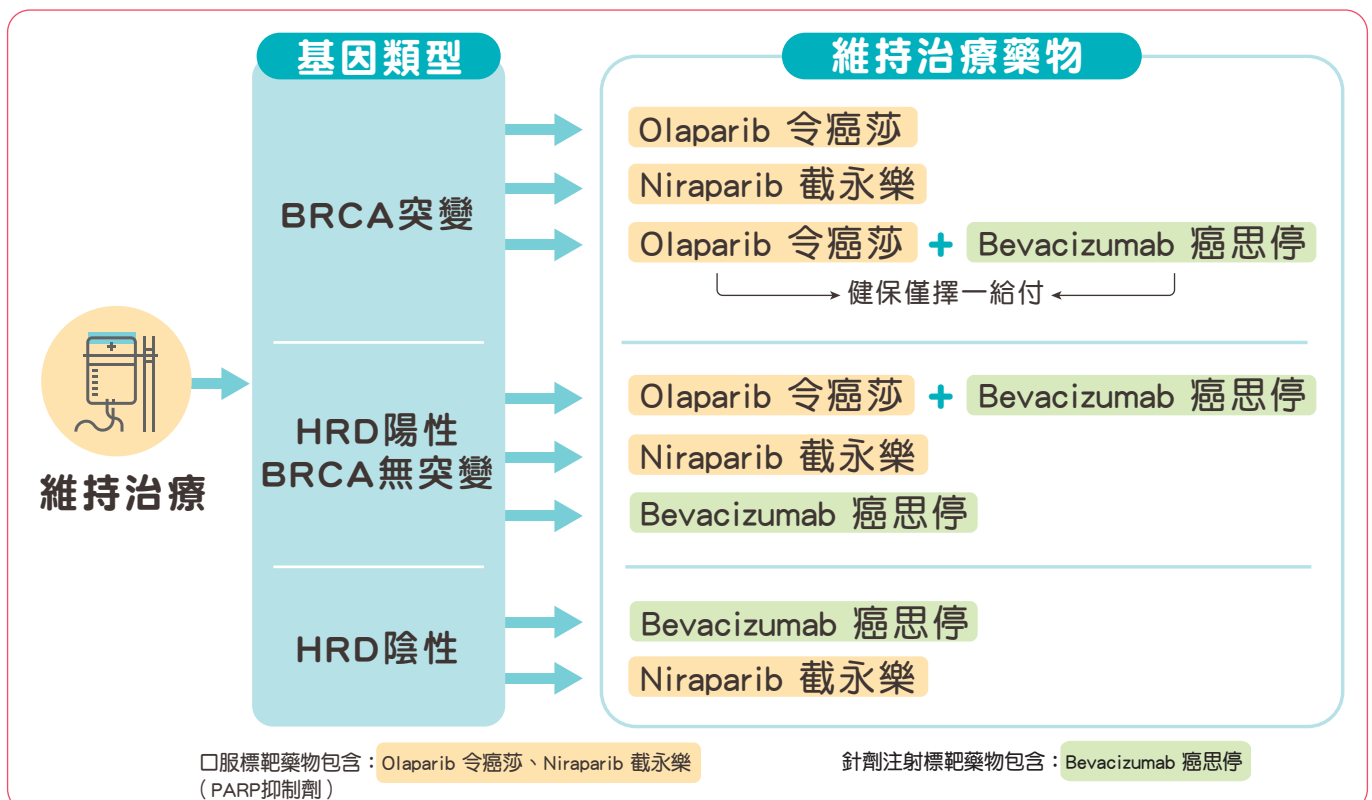 基因類型
維持治療藥物
BRCA突變
Olaparib 令癌莎
Niraparib 截永樂
Olaparib 令癌莎 + Bevacizumab 癌思停
健保僅擇一給付
維持治療
HRD陽性
BRCA無突變
Olaparib 令癌莎 + Bevacizumab 癌思停
Niraparib 截永樂
Bevacizumab 癌思停
HRD陰性
Bevacizumab 癌思停
Niraparib 截永樂
口服標靶藥物包含：Olaparib 令癌莎、Niraparib 截永樂
（PARP抑制劑）
針劑注射標靶藥物包含：Bevacizumab 癌思停